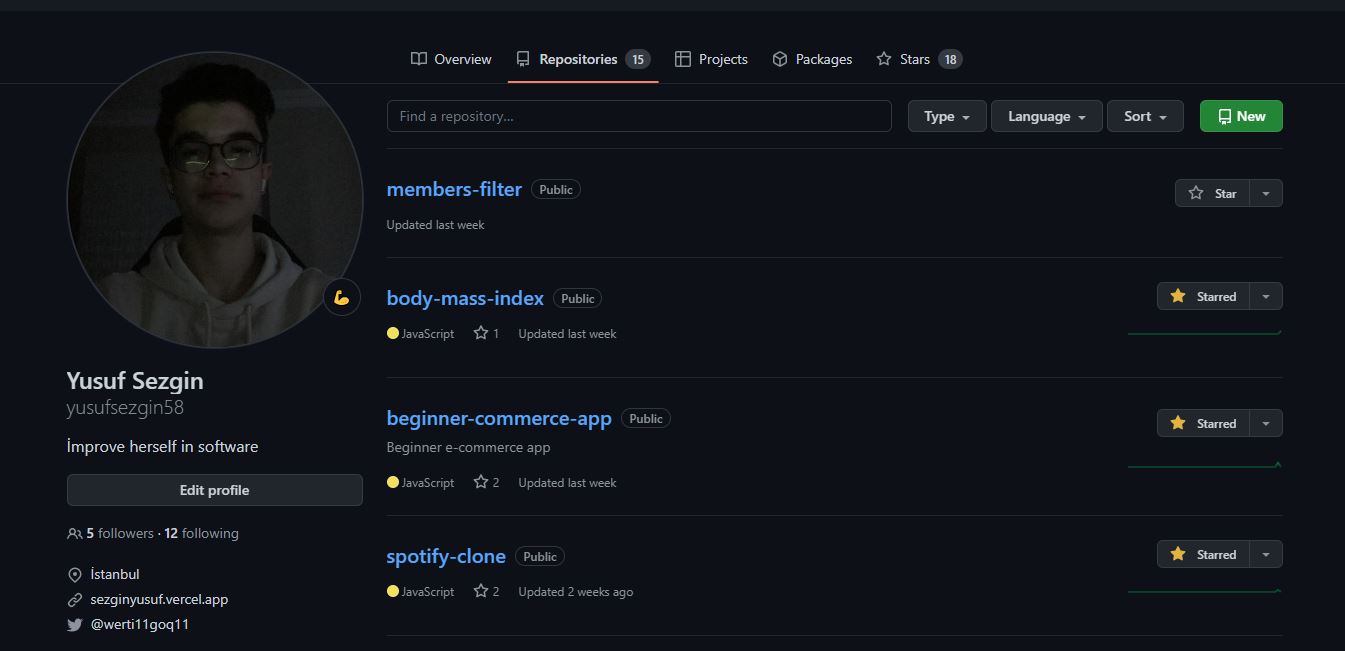 Overview Repositories 15 Projects Packages Stars 18
Find a repository... Type Language Sort New
members-filter Public Star
Updated last week
body-mass-index Public Starred
JavaScript 1 Updated last week
beginner-commerce-app Public Starred
Beginner e-commerce app
JavaScript 2 Updated last week
spotify-clone Public Starred
JavaScript 2 Updated 2 weeks ago
Yusuf Sezgin
yusufsezgin58
İmprove herself in software
Edit profile
5 followers · 12 following
İstanbul
sezginyusuf.vercel.app
@werti11goq11